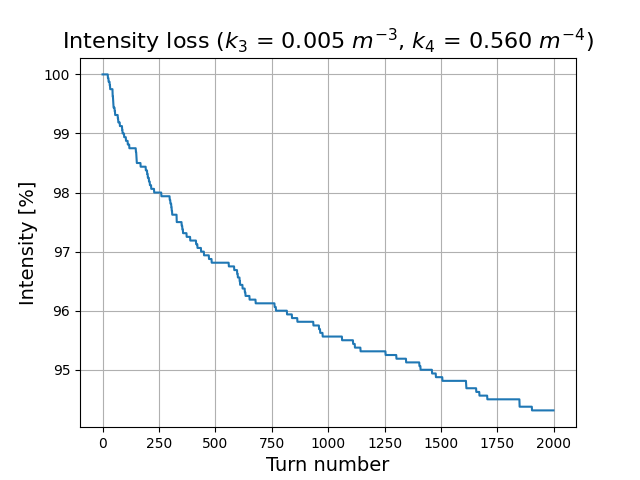 Intensity loss (k₃ = 0.005 m⁻³, k₄ = 0.560 m⁻⁴)
100
99
98
97
96
95
Intensity [%]
0 250 500 750 1000 1250 1500 1750 2000
Turn number